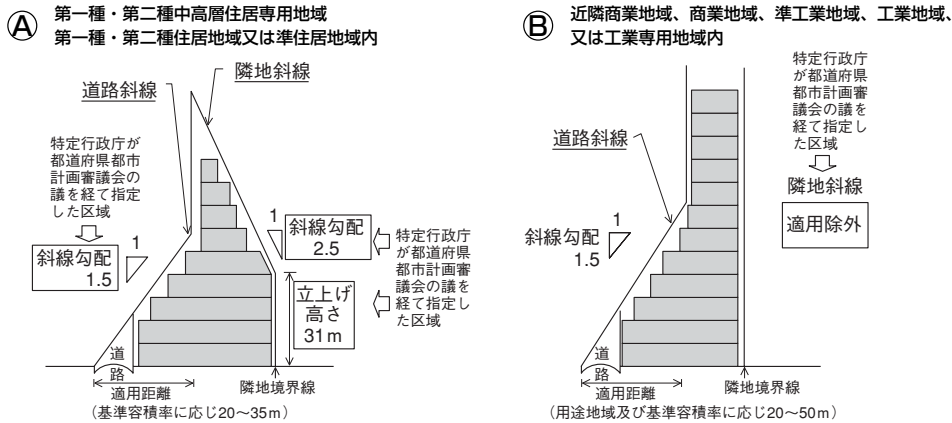 Ⓐ 第一種・第二種中高層住居専用地域
第一種・第二種住居地域又は準住居地域内
隣地斜線
道路斜線
特定行政庁が
都道府県都市
計画審議会の
議を経て指定
した区域
1
斜線勾配
1.5
1
斜線勾配
2.5
特定行政庁
が都道府県
都市計画審
議会の議を
経て指定し
た区域
立上げ
高さ
31m
道
路
適用距離
隣地境界線
(基準容積率に応じ20〜35m)
Ⓑ 近隣商業地域、商業地域、準工業地域、工業地域、
又は工業専用地域内
特定行政庁
が都道府県
都市計画審
議会の議を
経て指定し
た区域
道路斜線
隣地斜線
適用除外
1
斜線勾配
1.5
道
路
適用距離
隣地境界線
(用途地域及び基準容積率に応じ20〜50m)